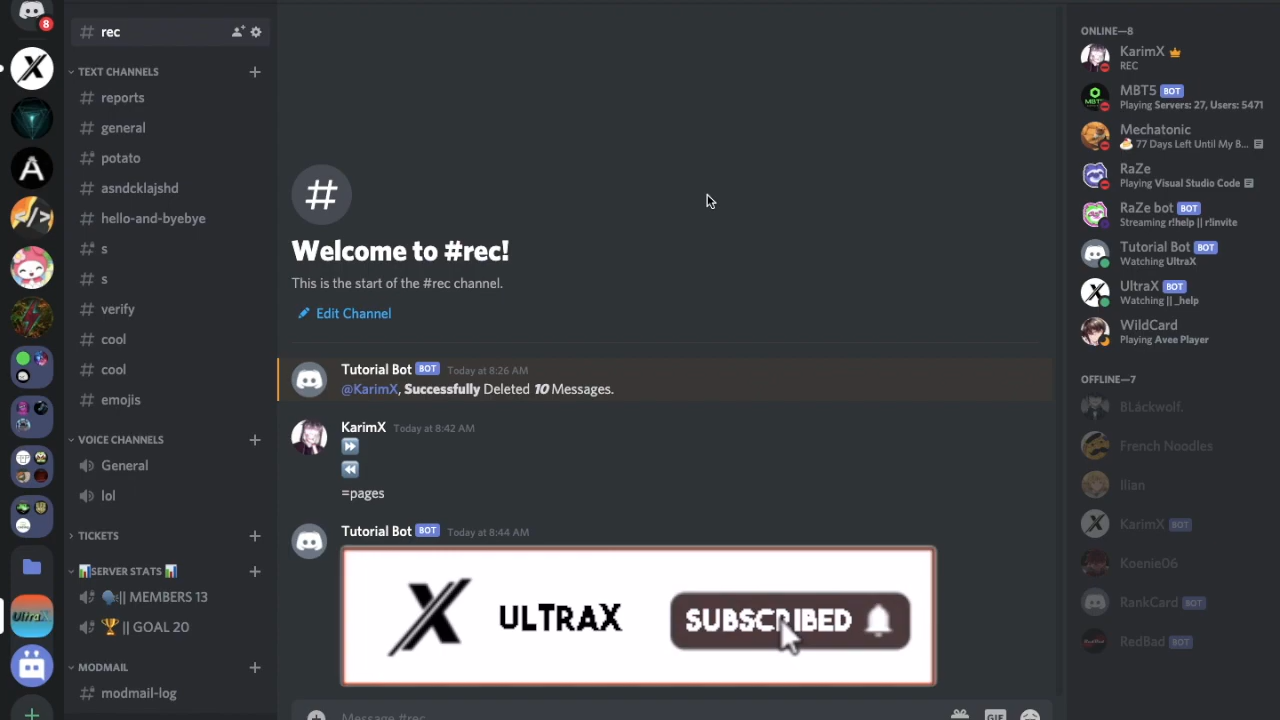 8
rec
TEXT CHANNELS
reports
general
potato
asndcklajshd
hello-and-byebye
s
s
verify
cool
cool
emojis
VOICE CHANNELS
General
lol
TICKETS
📊SERVER STATS 📊
🗣️|| MEMBERS 13
🏆 || GOAL 20
MODMAIL
modmail-log
UltraX
Welcome to #rec!
This is the start of the #rec channel.
Edit Channel
Tutorial Bot BOT Today at 8:26 AM
@KarimX, Successfully Deleted 10 Messages.
KarimX Today at 8:42 AM
=pages
Tutorial Bot BOT Today at 8:44 AM
ULTRAX
SUBSCRIBED
Message #rec
GIF
ONLINE—8
KarimX
REC
MBT5 BOT
Playing Servers: 27, Users: 5471
Mechatonic
77 Days Left Until My B...
RaZe
Playing Visual Studio Code
RaZe bot BOT
Streaming r!help || r!invite
Tutorial Bot BOT
Watching UltraX
UltraX BOT
Watching || _help
WildCard
Playing Avee Player
OFFLINE—7
BLáckwolf.
French Noodles
Ilian
KarimX BOT
Koenie06
RankCard BOT
RedBad BOT